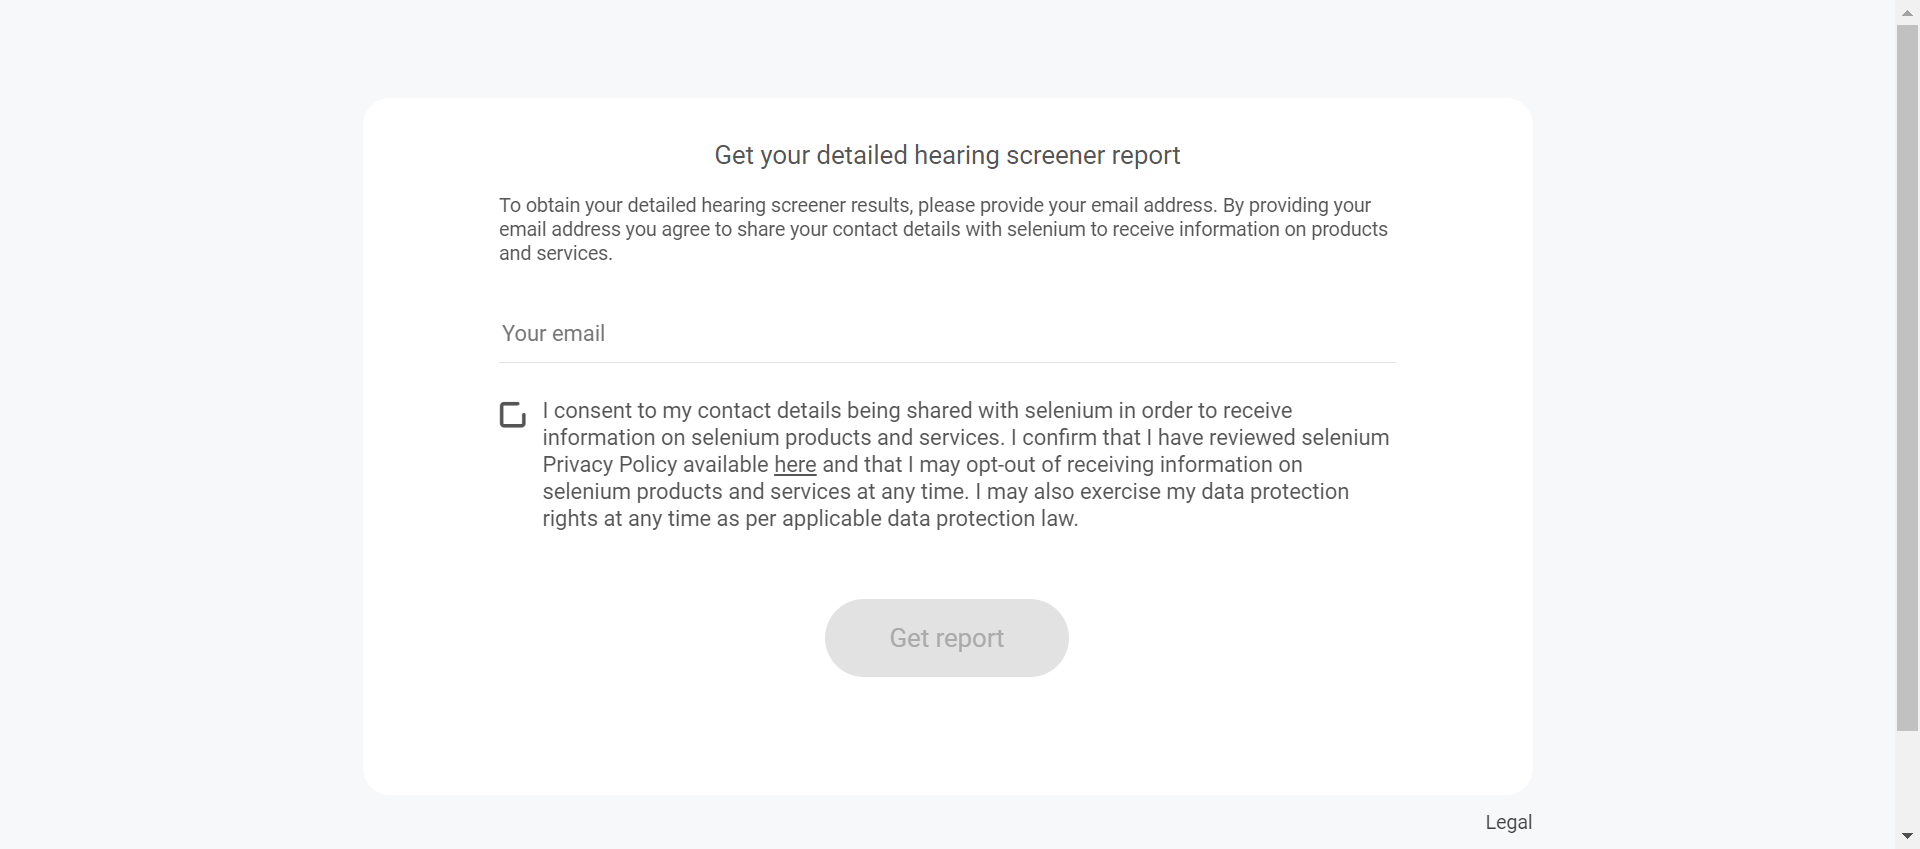 Get your detailed hearing screener report
To obtain your detailed hearing screener results, please provide your email address. By providing your
email address you agree to share your contact details with selenium to receive information on products
and services.
Your email
I consent to my contact details being shared with selenium in order to receive
information on selenium products and services. I confirm that I have reviewed selenium
Privacy Policy available here and that I may opt-out of receiving information on
selenium products and services at any time. I may also exercise my data protection
rights at any time as per applicable data protection law.
Get report
Legal